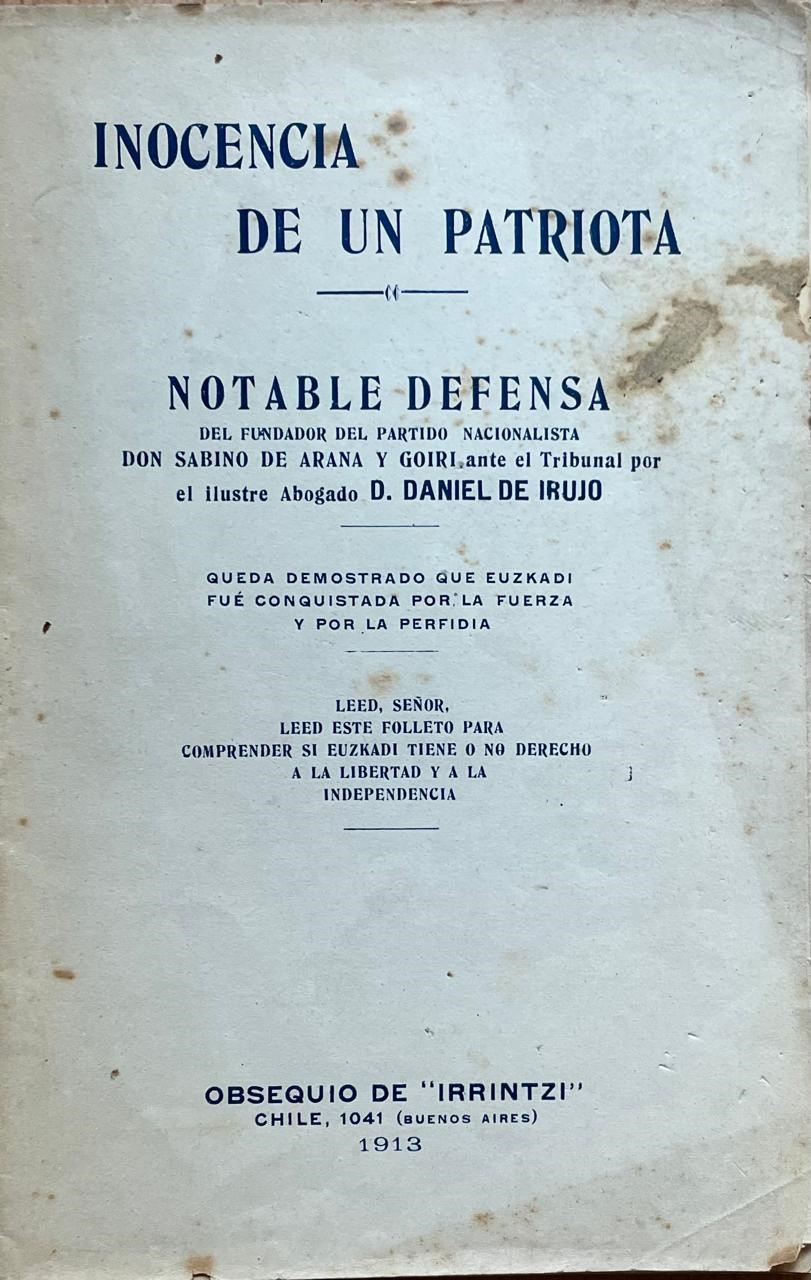 INOCENCIA
DE UN PATRIOTA
NOTABLE DEFENSA
DEL FUNDADOR DEL PARTIDO NACIONALISTA
DON SABINO DE ARANA Y GOIRI, ante el Tribunal por
el ilustre Abogado D. DANIEL DE IRUJO
QUEDA DEMOSTRADO QUE EUZKADI
FUÉ CONQUISTADA POR LA FUERZA
Y POR LA PERFIDIA
LEED, SEÑOR,
LEED ESTE FOLLETO PARA
COMPRENDER SI EUZKADI TIENE O NO DERECHO
A LA LIBERTAD Y A LA
INDEPENDENCIA
OBSEQUIO DE "IRRINTZI"
CHILE, 1041 (BUENOS AIRES)
1913